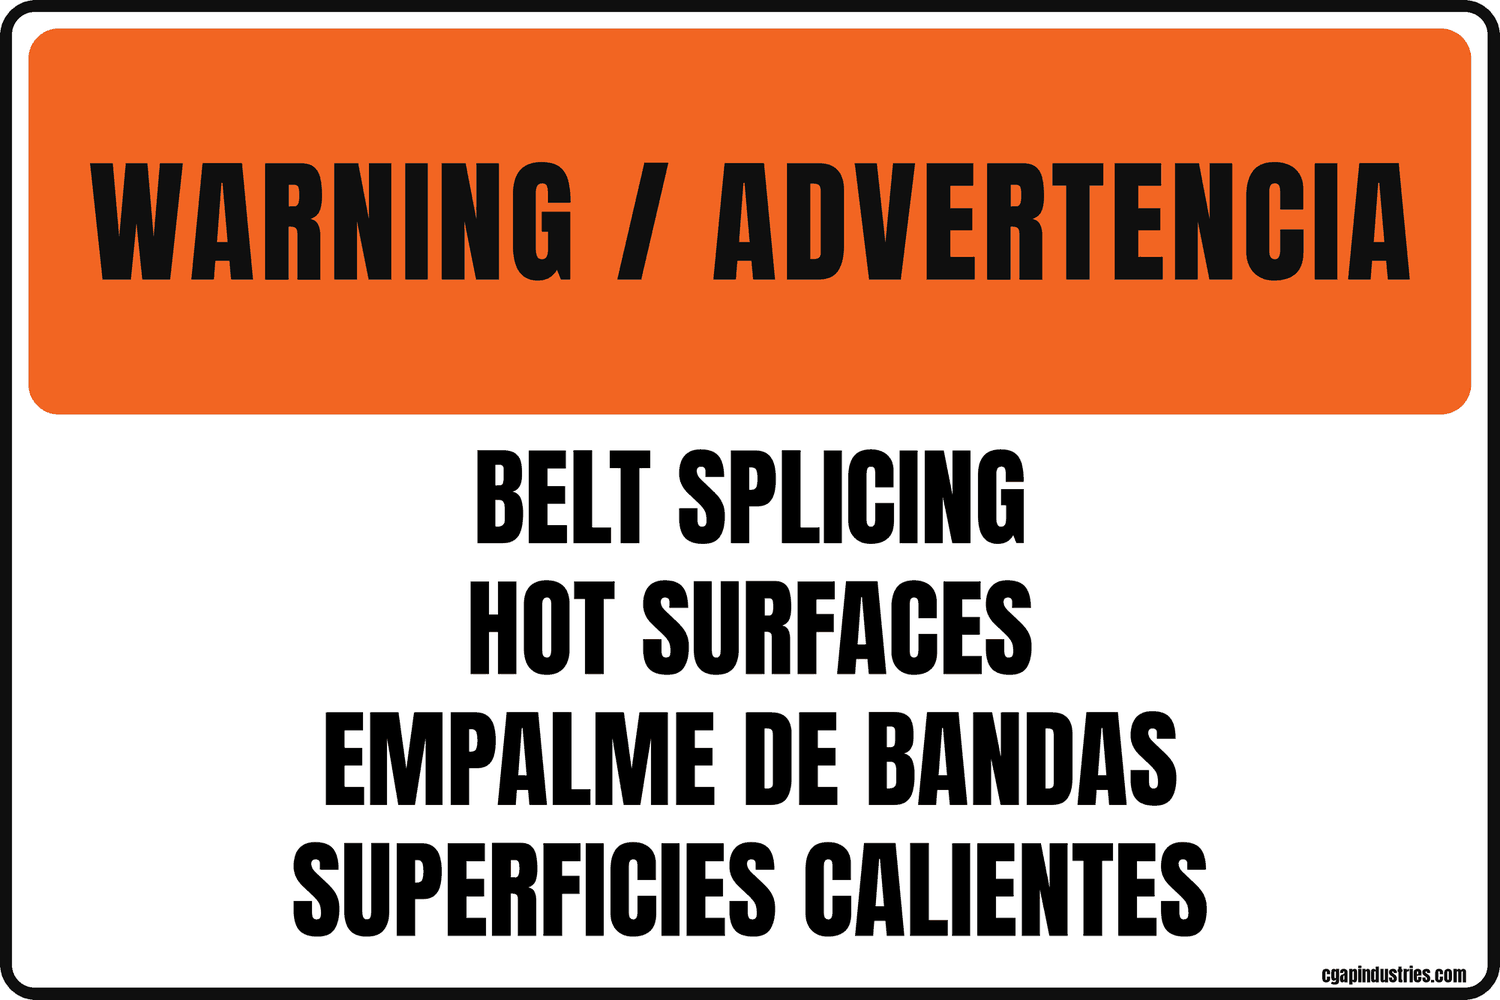 WARNING / ADVERTENCIA
BELT SPLICING
HOT SURFACES
EMPALME DE BANDAS
SUPERFICIES CALIENTES
cgapindustries.com